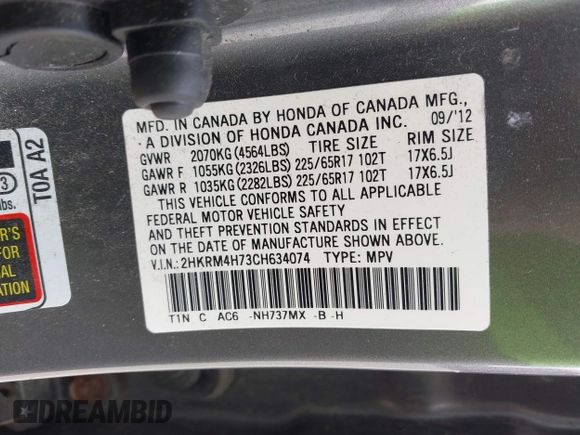 MFD. IN CANADA BY HONDA OF CANADA MFG.,
A DIVISION OF HONDA CANADA INC. 09/'12
GVWR 2070KG (4564LBS) TIRE SIZE RIM SIZE
GAWR F 1055KG (2326LBS) 225/65R17 102T 17X6.5J
GAWR R 1035KG (2282LBS) 225/65R17 102T 17X6.5J
THIS VEHICLE CONFORMS TO ALL APPLICABLE
FEDERAL MOTOR VEHICLE SAFETY
AND THEFT PREVENTION STANDARDS IN EFFECT
ON THE DATE OF MANUFACTURE SHOWN ABOVE.
V.I.N.: 2HKRM4H73CH634074 TYPE: MPV
T1N C AC6 -NH737MX -B -H
T0A A2
3
lbs.
R'S
FOR
AL
ATION
DREAMBID